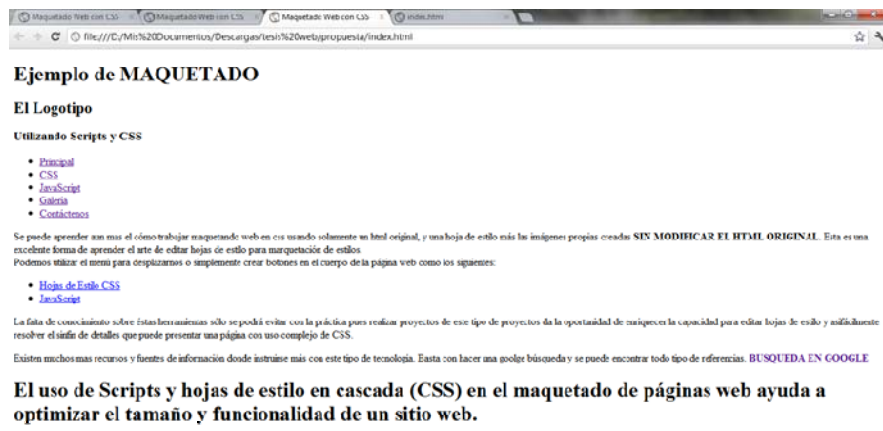 Maquetado Web con CSS
Maquetado Web con CSS
Maquetado Web con CSS
index.htm
file:///D:/Mis%20Documentos/Descargas/tesis%20web/propuesta/index.html
Ejemplo de MAQUETADO
El Logotipo
Utilizando Scripts y CSS
Principal
CSS
JavaScript
Galeria
Contáctenos
Se puede aprender aun mas el cómo trabajar maquetando web en css usando solamente un html original, y una hoja de estilo más las imágenes propias creadas SIN MODIFICAR EL HTML ORIGINAL. Esta es una
excelente forma de aprender el arte de editar hojas de estilo para marquetación de estilos
Podemos utilizar el menú para desplazarnos o simplemente crear botones en el cuerpo de la página web como los siguientes:
Hojas de Estilo CSS
JavaScript
La falta de conocimiento sobre éstas herramientas sólo se podrá evitar con la práctica pues realizar proyectos de este tipo de proyectos da la oportunidad de enriquecer la capacidad para editar hojas de estilo y así fácilmente
resolver el sinfin de detalles que puede presentar una página con uso complejo de CSS.
Existen muchos mas recursos y fuentes de información donde instruirse más con este tipo de tecnología. Basta con hacer una goolge búsqueda y se puede encontrar todo tipo de referencias. BUSQUEDA EN GOOGLE
El uso de Scripts y hojas de estilo en cascada (CSS) en el maquetado de páginas web ayuda a
optimizar el tamaño y funcionalidad de un sitio web.